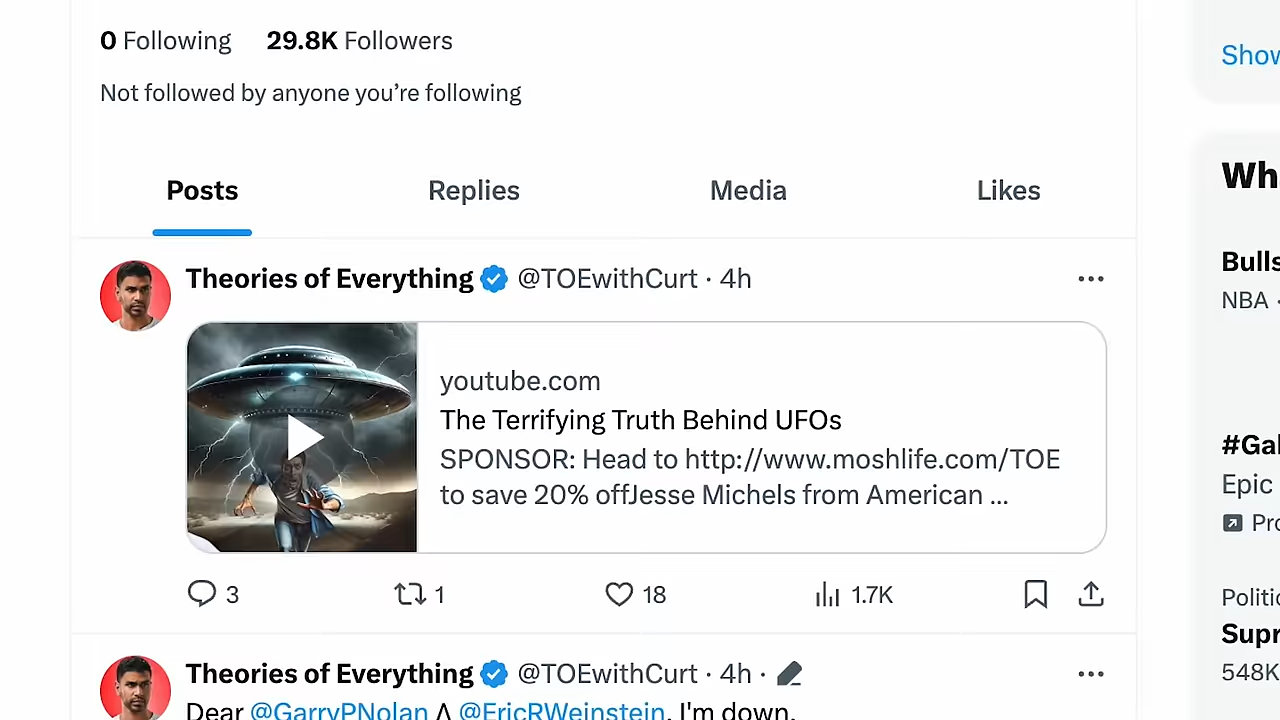 0 Following 29.8K Followers
Show
Not followed by anyone you’re following
Posts Replies Media Likes
Wh
Theories of Everything @TOEwithCurt · 4h
Bulls
NBA ·
youtube.com
The Terrifying Truth Behind UFOs
SPONSOR: Head to http://www.moshlife.com/TOE
to save 20% offJesse Michels from American ...
#Gal
Epic
Pro
3 1 18 1.7K
Politic
Supr
548K
Theories of Everything @TOEwithCurt · 4h ·
Dear @GarryPNolan Λ @EricRWeinstein, I'm down.